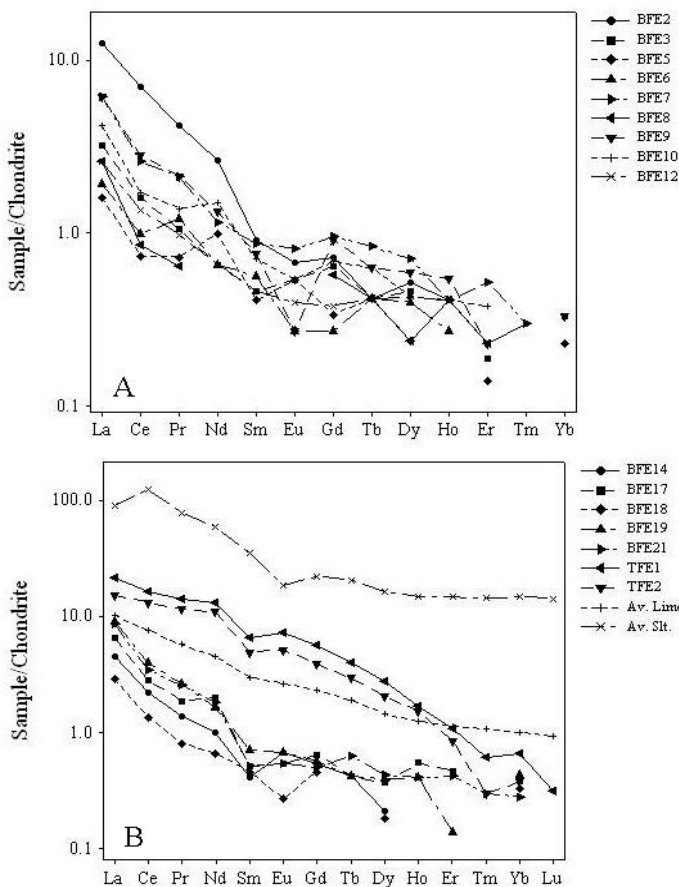 Sample/Chondrite
10.0
1.0
0.1
A
La Ce Pr Nd Sm Eu Gd Tb Dy Ho Er Tm Yb
BFE2
BFE3
BFE5
BFE6
BFE7
BFE8
BFE9
BFE10
BFE12
Sample/Chondrite
100.0
10.0
1.0
0.1
B
La Ce Pr Nd Sm Eu Gd Tb Dy Ho Er Tm Yb Lu
BFE14
BFE17
BFE18
BFE19
BFE21
TFE1
TFE2
Av. Lime
Av. Slt.